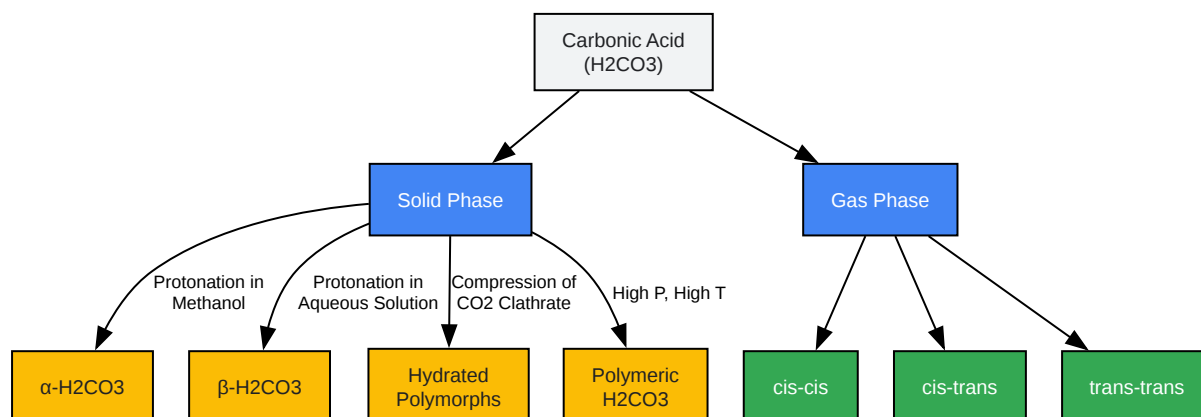 Carbonic Acid
(H2CO3)
Solid Phase
Gas Phase
Protonation in
Methanol
Protonation in
Aqueous Solution
Compression of
CO2 Clathrate
High P, High T
α-H2CO3
β-H2CO3
Hydrated
Polymorphs
Polymeric
H2CO3
cis-cis
cis-trans
trans-trans